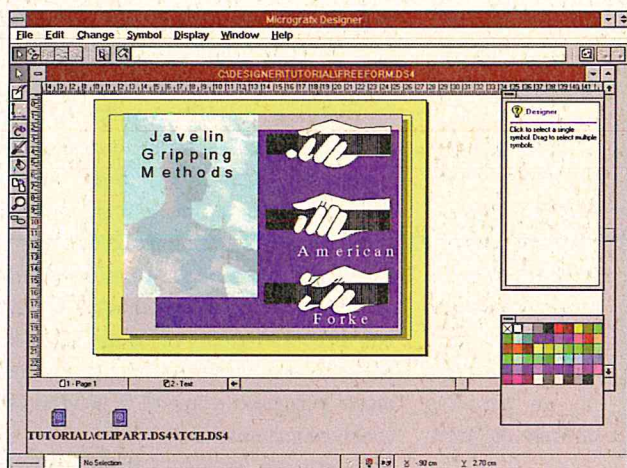 Micrografx Designer
File Edit Change Symbol Display Window Help
C:\DESIGNER\TUTORIAL\FREEFORM.DS4
Javelin
Gripping
Methods
American
Forke
Designer
Click to select a single
symbol. Drag to select multiple
symbols.
1 - Page 1
2 - Text
TUTORIAL\CLIPART.DS4\TCH.DS4
No Selection
X -.90 cm
Y 2.70 cm